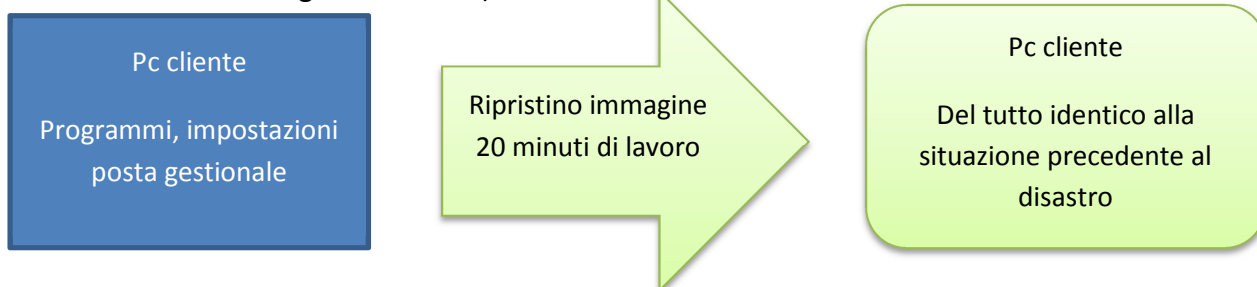 Pc cliente
Programmi, impostazioni
posta gestionale
Ripristino immagine
20 minuti di lavoro
Pc cliente
Del tutto identico alla
situazione precedente al
disastro